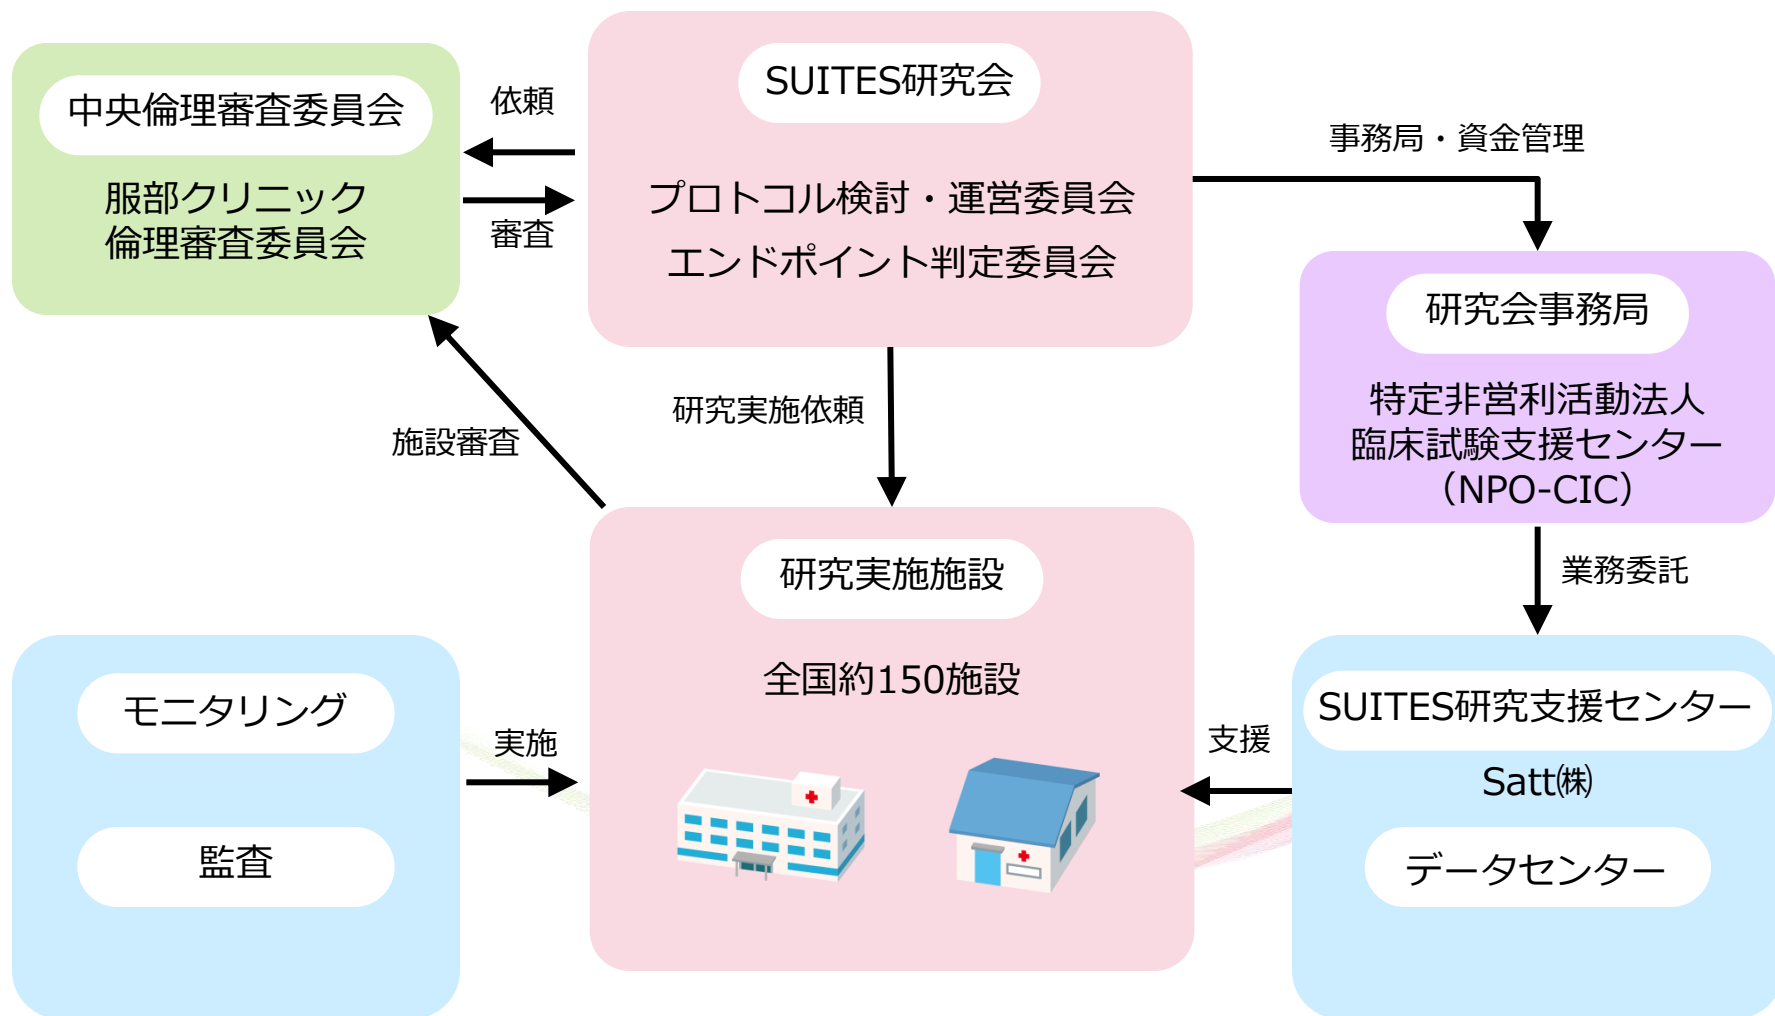 中央倫理審査委員会
服部クリニック
倫理審査委員会
依頼
審査
SUITES研究会
プロトコル検討・運営委員会
エンドポイント判定委員会
事務局・資金管理
研究会事務局
特定非営利活動法人
臨床試験支援センター
（NPO-CIC）
施設審査
研究実施依頼
業務委託
研究実施施設
全国約150施設
モニタリング
監査
実施
支援
SUITES研究支援センター
Satt㈱
データセンター